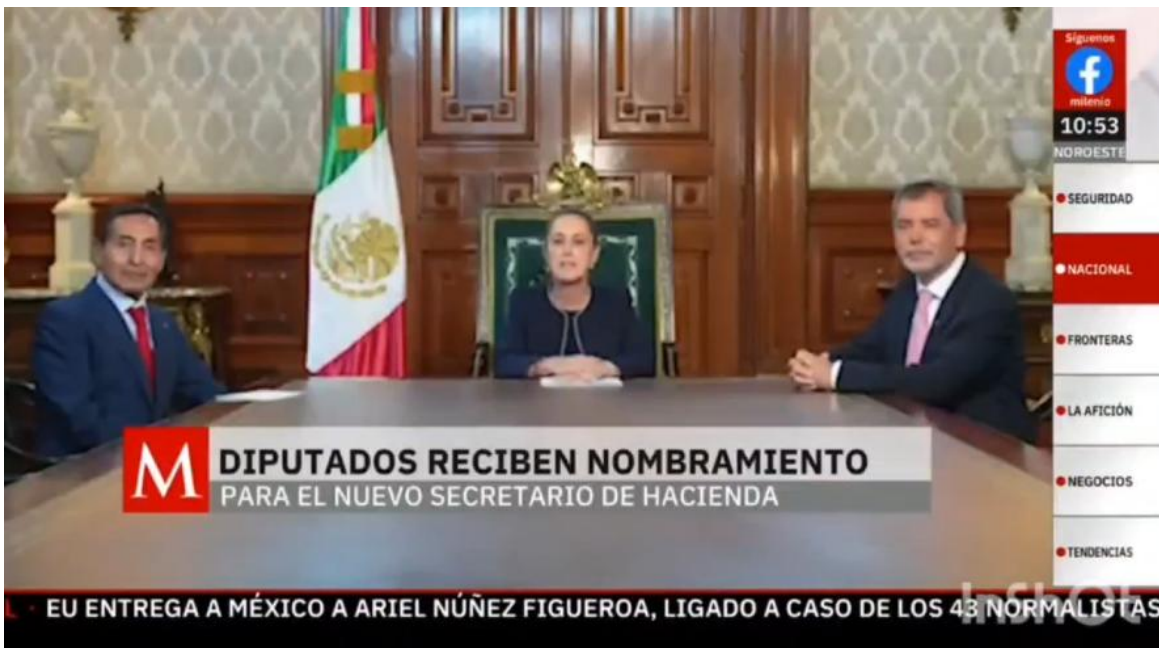 Síguenos
f
milenio
10:53
NOROESTE
SEGURIDAD
NACIONAL
FRONTERAS
LA AFICIÓN
NEGOCIOS
TENDENCIAS
M
DIPUTADOS RECIBEN NOMBRAMIENTO
PARA EL NUEVO SECRETARIO DE HACIENDA
L · EU ENTREGA A MÉXICO A ARIEL NÚÑEZ FIGUEROA, LIGADO A CASO DE LOS 43 NORMALISTAS
InShOt